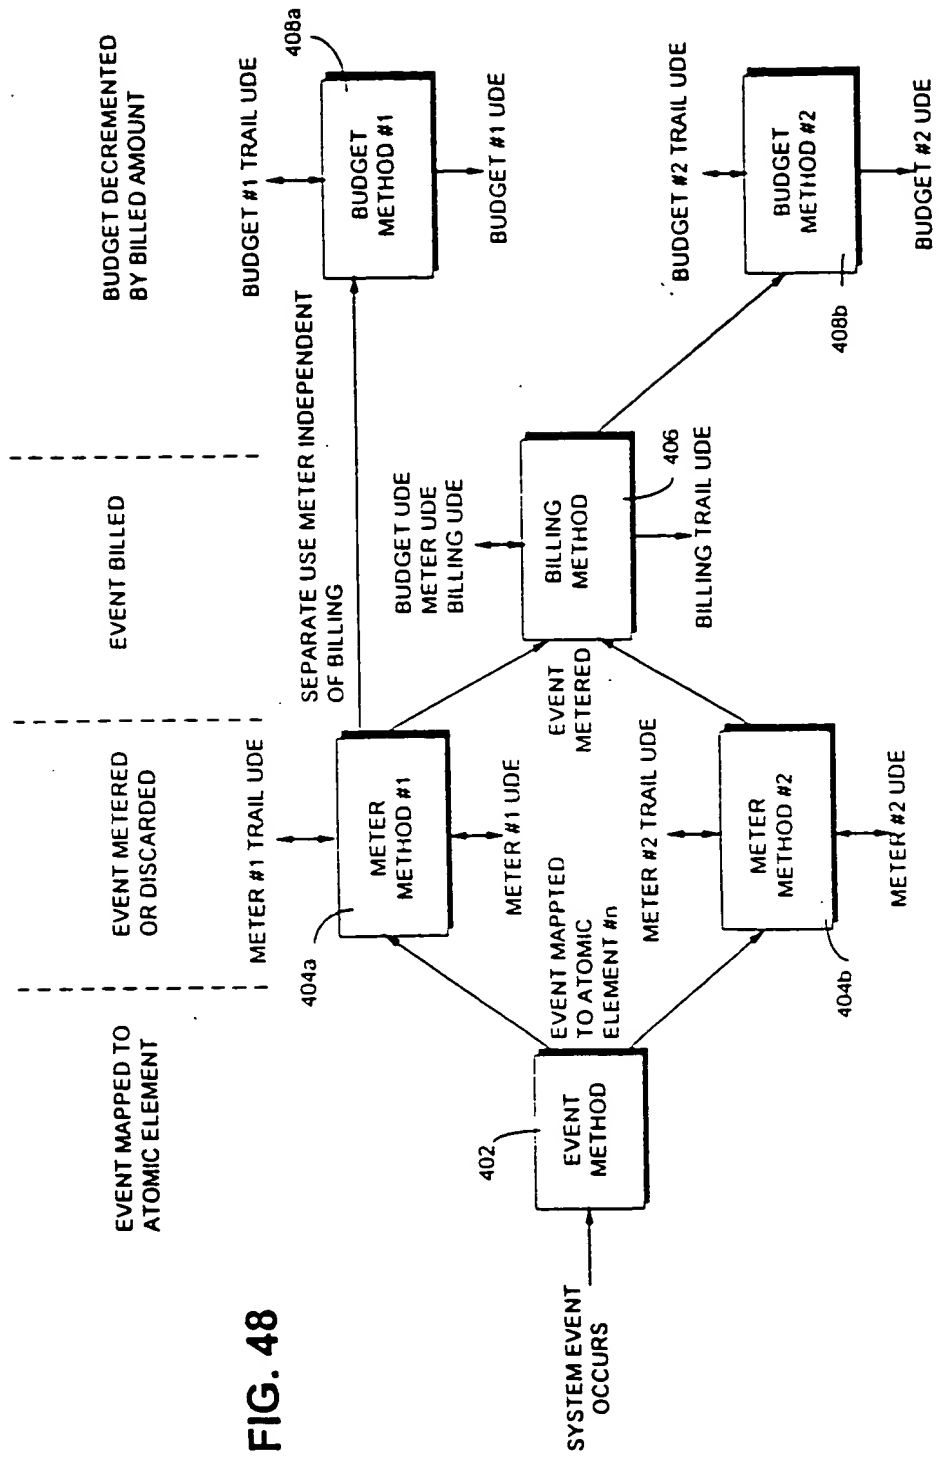 FIG. 48
EVENT MAPPED TO
ATOMIC ELEMENT
EVENT METERED
OR DISCARDED
EVENT BILLED
BUDGET DECREMENTED
BY BILLED AMOUNT
SYSTEM EVENT
OCCURS
402
EVENT
METHOD
EVENT MAPPTED
TO ATOMIC
ELEMENT #n
METER #1 TRAIL UDE
404a
METER
METHOD #1
METER #1 UDE
METER #2 TRAIL UDE
404b
METER
METHOD #2
METER #2 UDE
SEPARATE USE METER INDEPENDENT
OF BILLING
EVENT
METERED
BUDGET UDE
METER UDE
BILLING UDE
BILLING
METHOD
406
BILLING TRAIL UDE
BUDGET #1 TRAIL UDE
408a
BUDGET
METHOD #1
BUDGET #1 UDE
BUDGET #2 TRAIL UDE
BUDGET
METHOD #2
408b
BUDGET #2 UDE